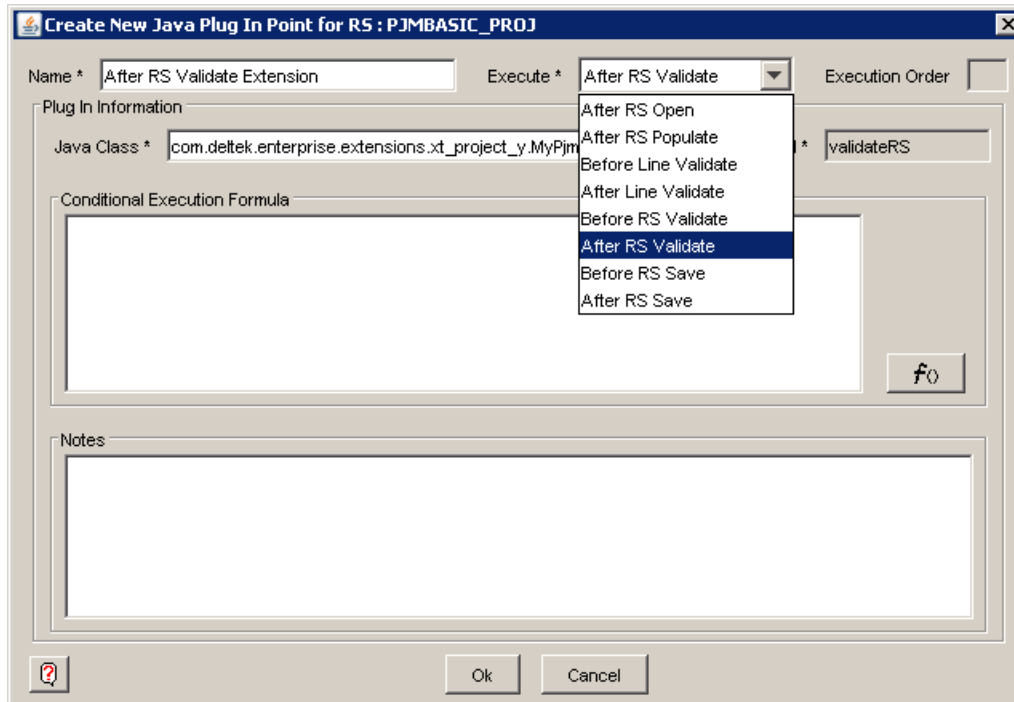 Create New Java Plug In Point for RS : PJMBASIC_PROJ
Name * After RS Validate Extension Execute * After RS Validate Execution Order
Plug In Information
Java Class * com.deltek.enterprise.extensions.xt_project_y.MyPjm * validateRS
After RS Open
After RS Populate
Before Line Validate
After Line Validate
Before RS Validate
After RS Validate
Before RS Save
After RS Save
Conditional Execution Formula
f()
Notes
Ok Cancel